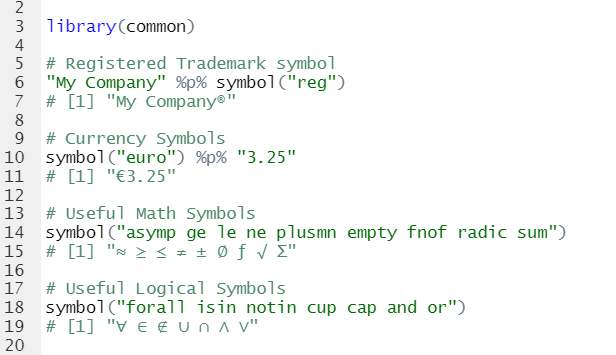 2
3 library(common)
4
5 # Registered Trademark symbol
6 "My Company" %p% symbol("reg")
7 # [1] "My Company®"
8
9 # Currency Symbols
10 symbol("euro") %p% "3.25"
11 # [1] "€3.25"
12
13 # Useful Math Symbols
14 symbol("asymp ge le ne plusmn empty fnof radic sum")
15 # [1] "≈ ≥ ≤ ≠ ± Ø ƒ √ Σ"
16
17 # Useful Logical Symbols
18 symbol("forall isin notin cup cap and or")
19 # [1] "∀ ∈ ∉ ∪ ∩ ∧ ∨"
20